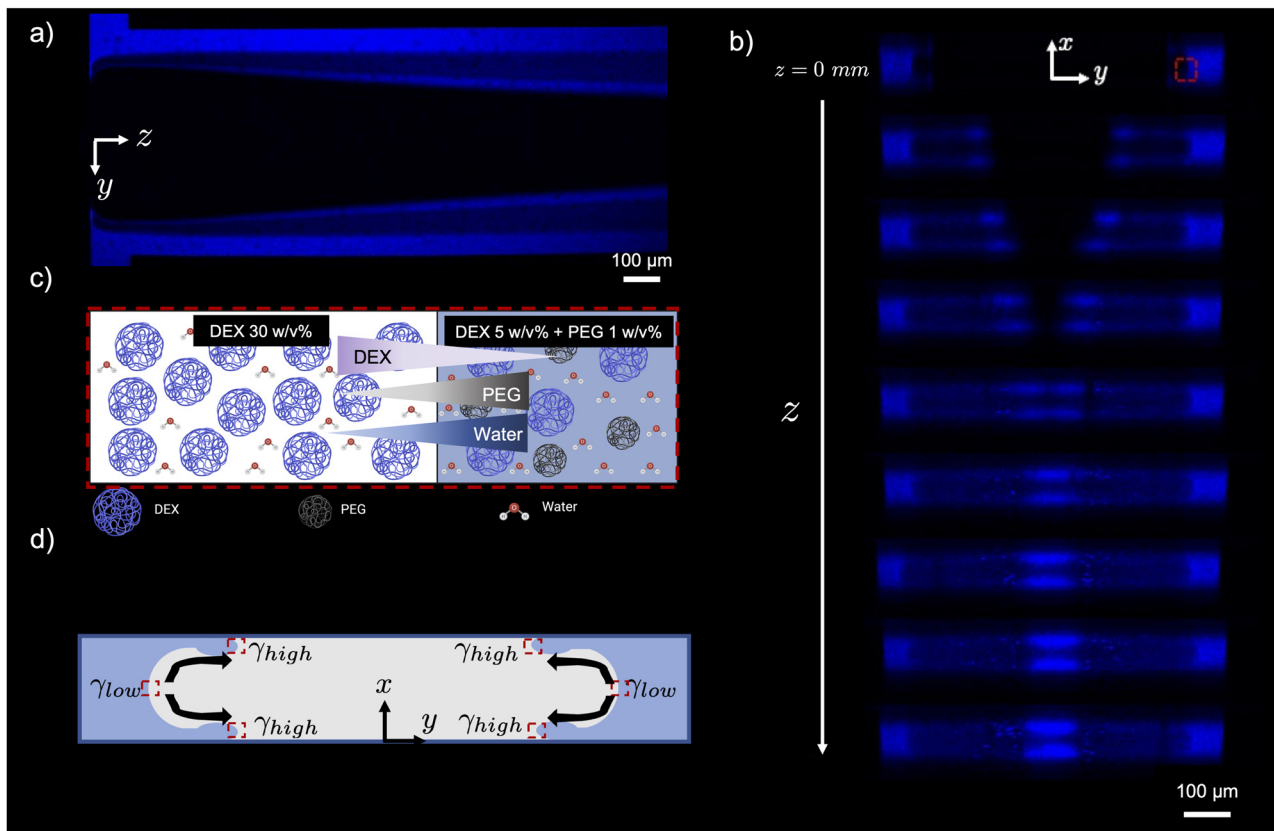 a)
z
y
100 μm
b)
z = 0 mm
x
y
z
100 μm
c)
DEX 30 w/v%
DEX 5 w/v% + PEG 1 w/v%
DEX
PEG
Water
DEX
PEG
Water
d)
γhigh
γhigh
γlow
γlow
x
y
γhigh
γhigh